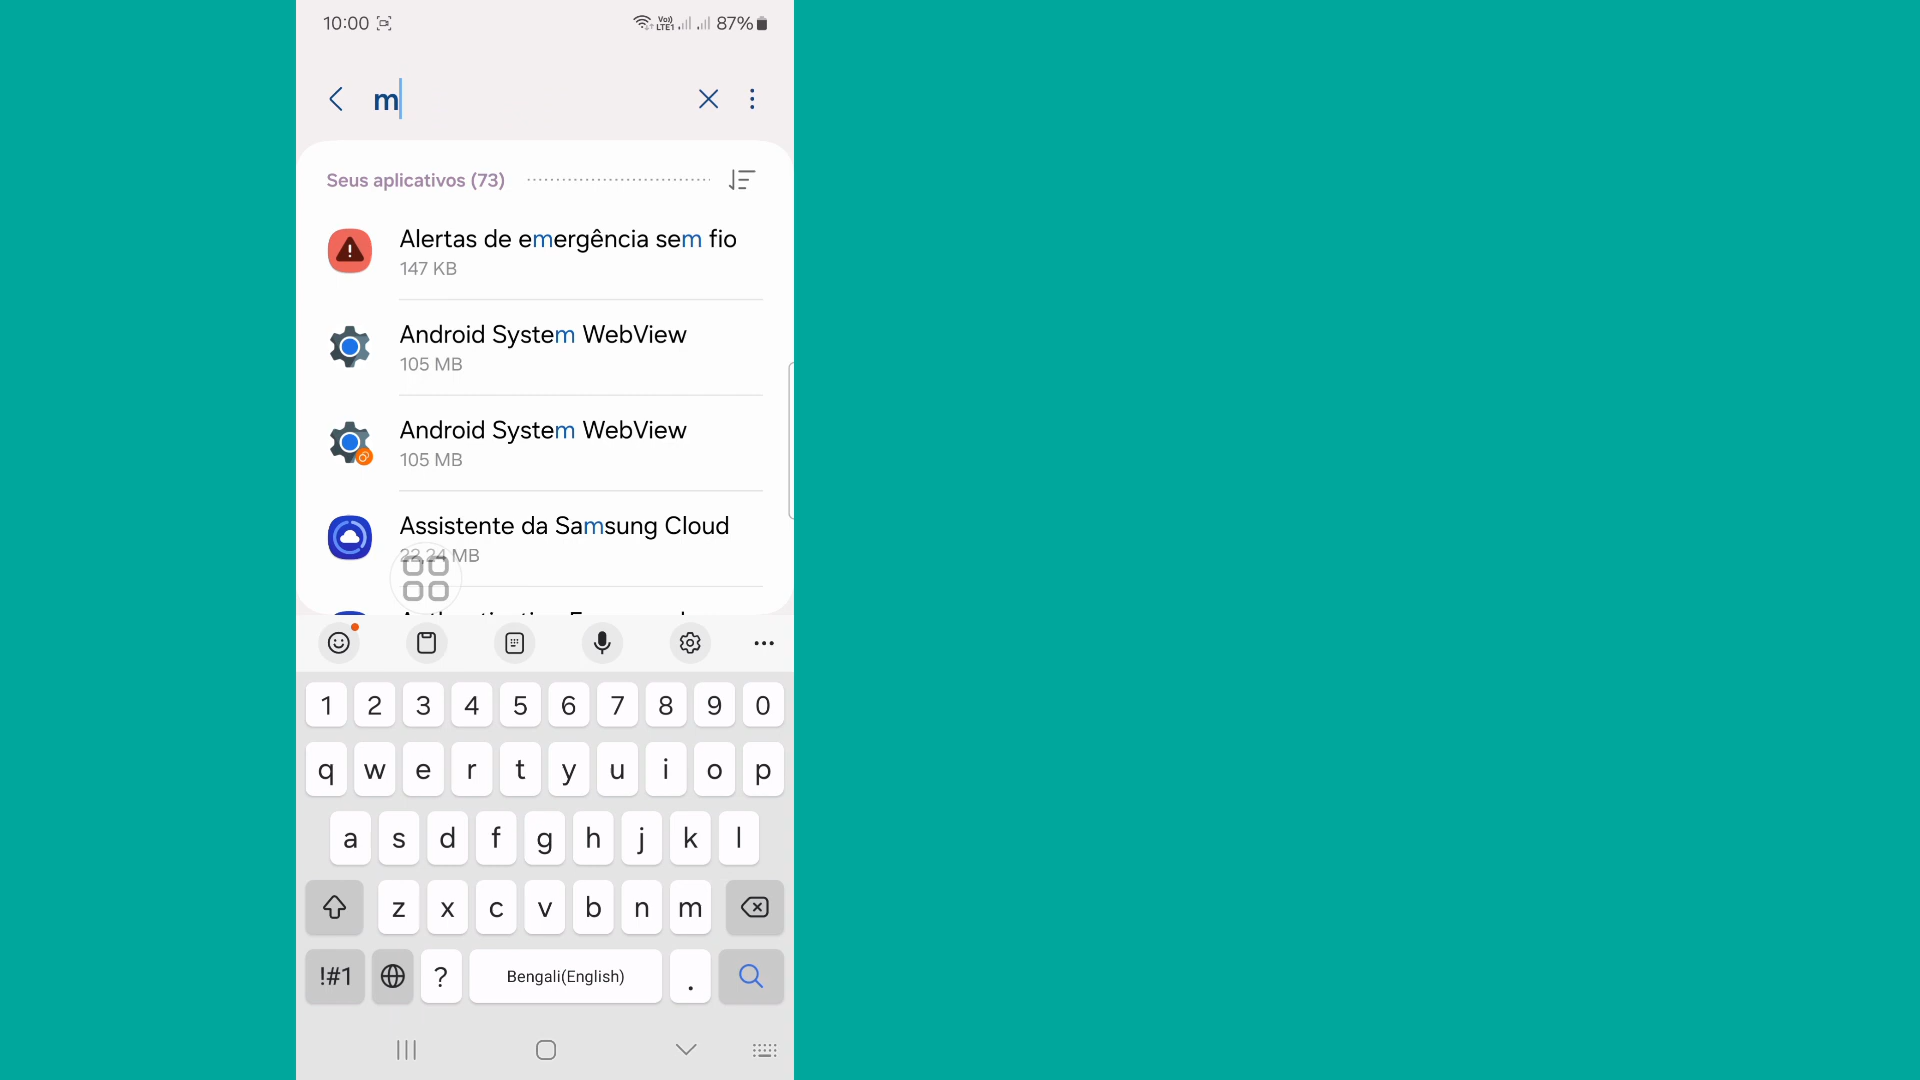 10:00
Vo))
LTE1
87%
m
Seus aplicativos (73)
Alertas de emergência sem fio
147 KB
Android System WebView
105 MB
Android System WebView
105 MB
Assistente da Samsung Cloud
22,24 MB
1 2 3 4 5 6 7 8 9 0
q w e r t y u i o p
a s d f g h j k l
z x c v b n m
!#1 ? Bengali(English) .